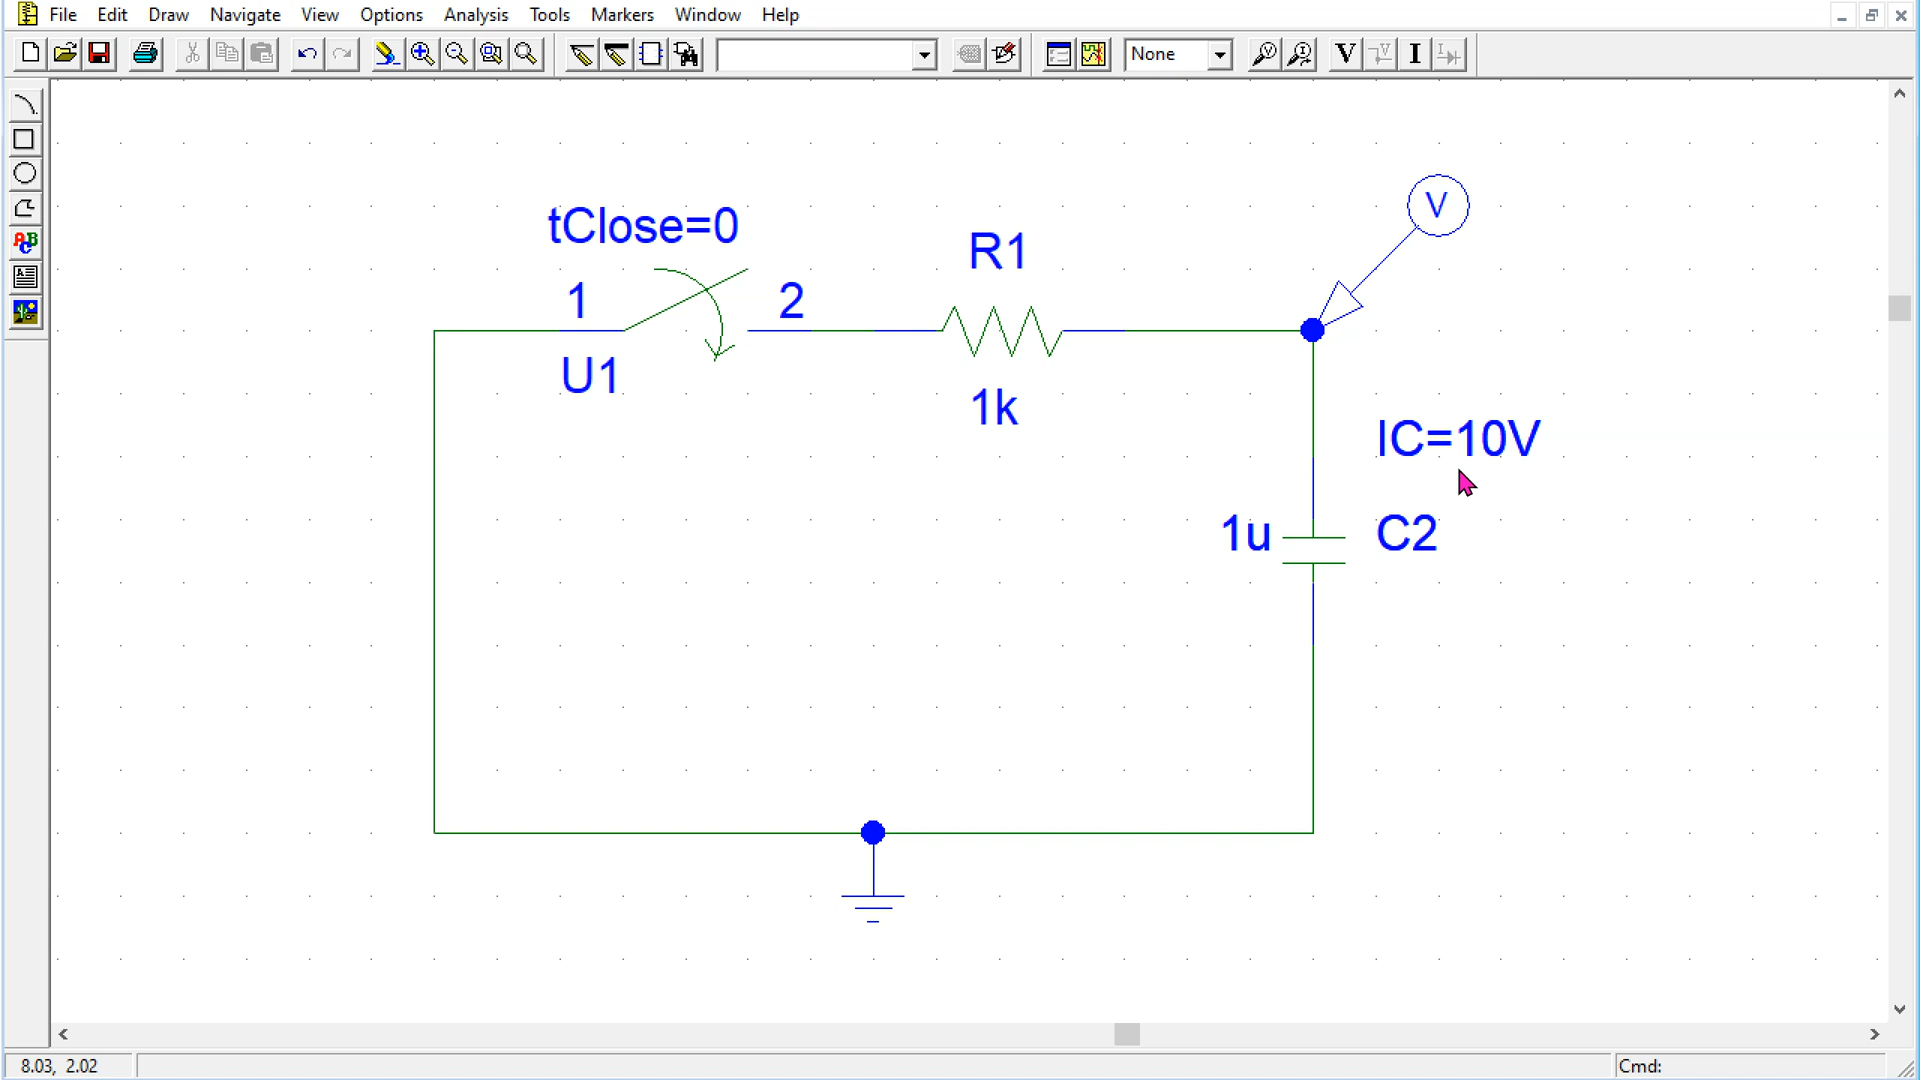 File Edit Draw Navigate View Options Analysis Tools Markers Window Help
None V V I
ABC
V
tClose=0
R1
1 2
U1
1k
IC=10V
1u C2
8.03, 2.02 Cmd: